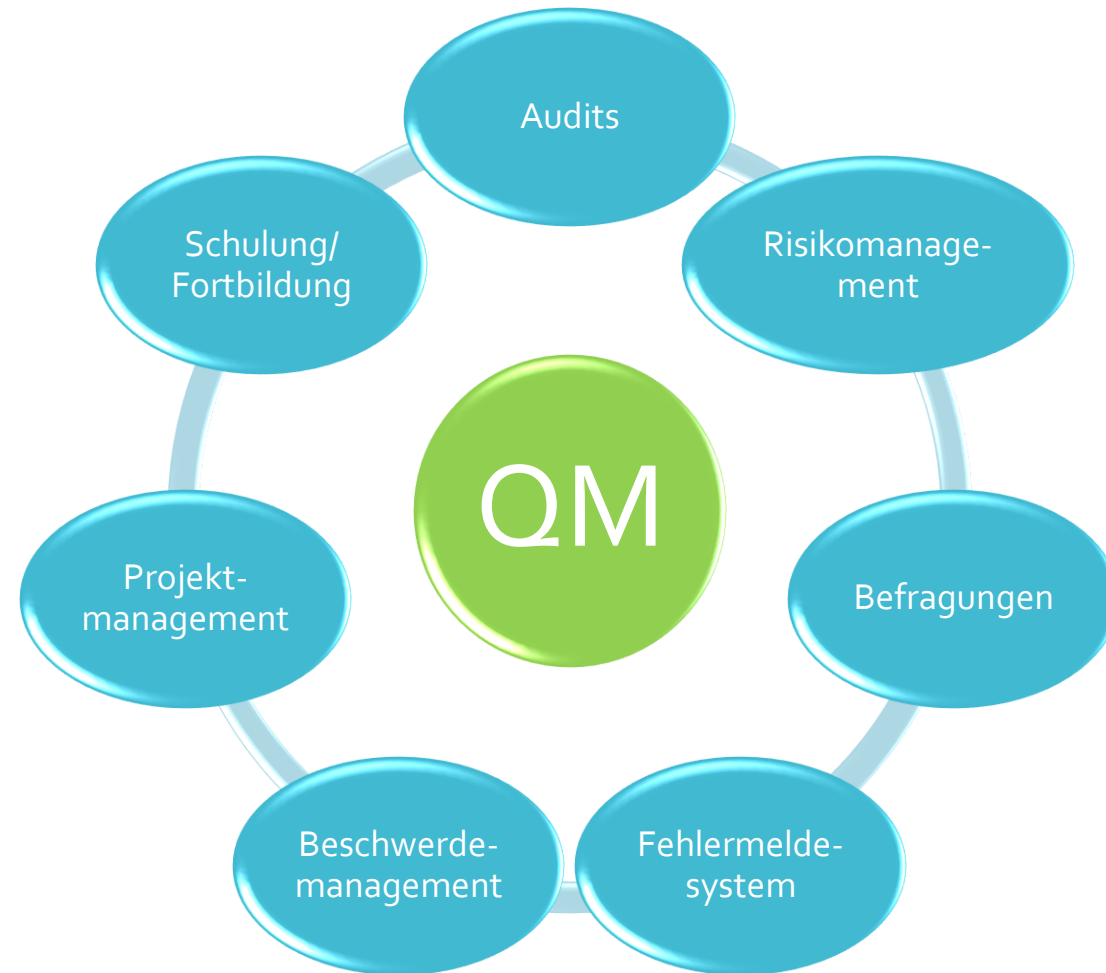 Audits
Risikomanage-
ment
Befragungen
Fehlermelde-
system
Beschwerde-
management
Projekt-
management
Schulung/
Fortbildung
QM